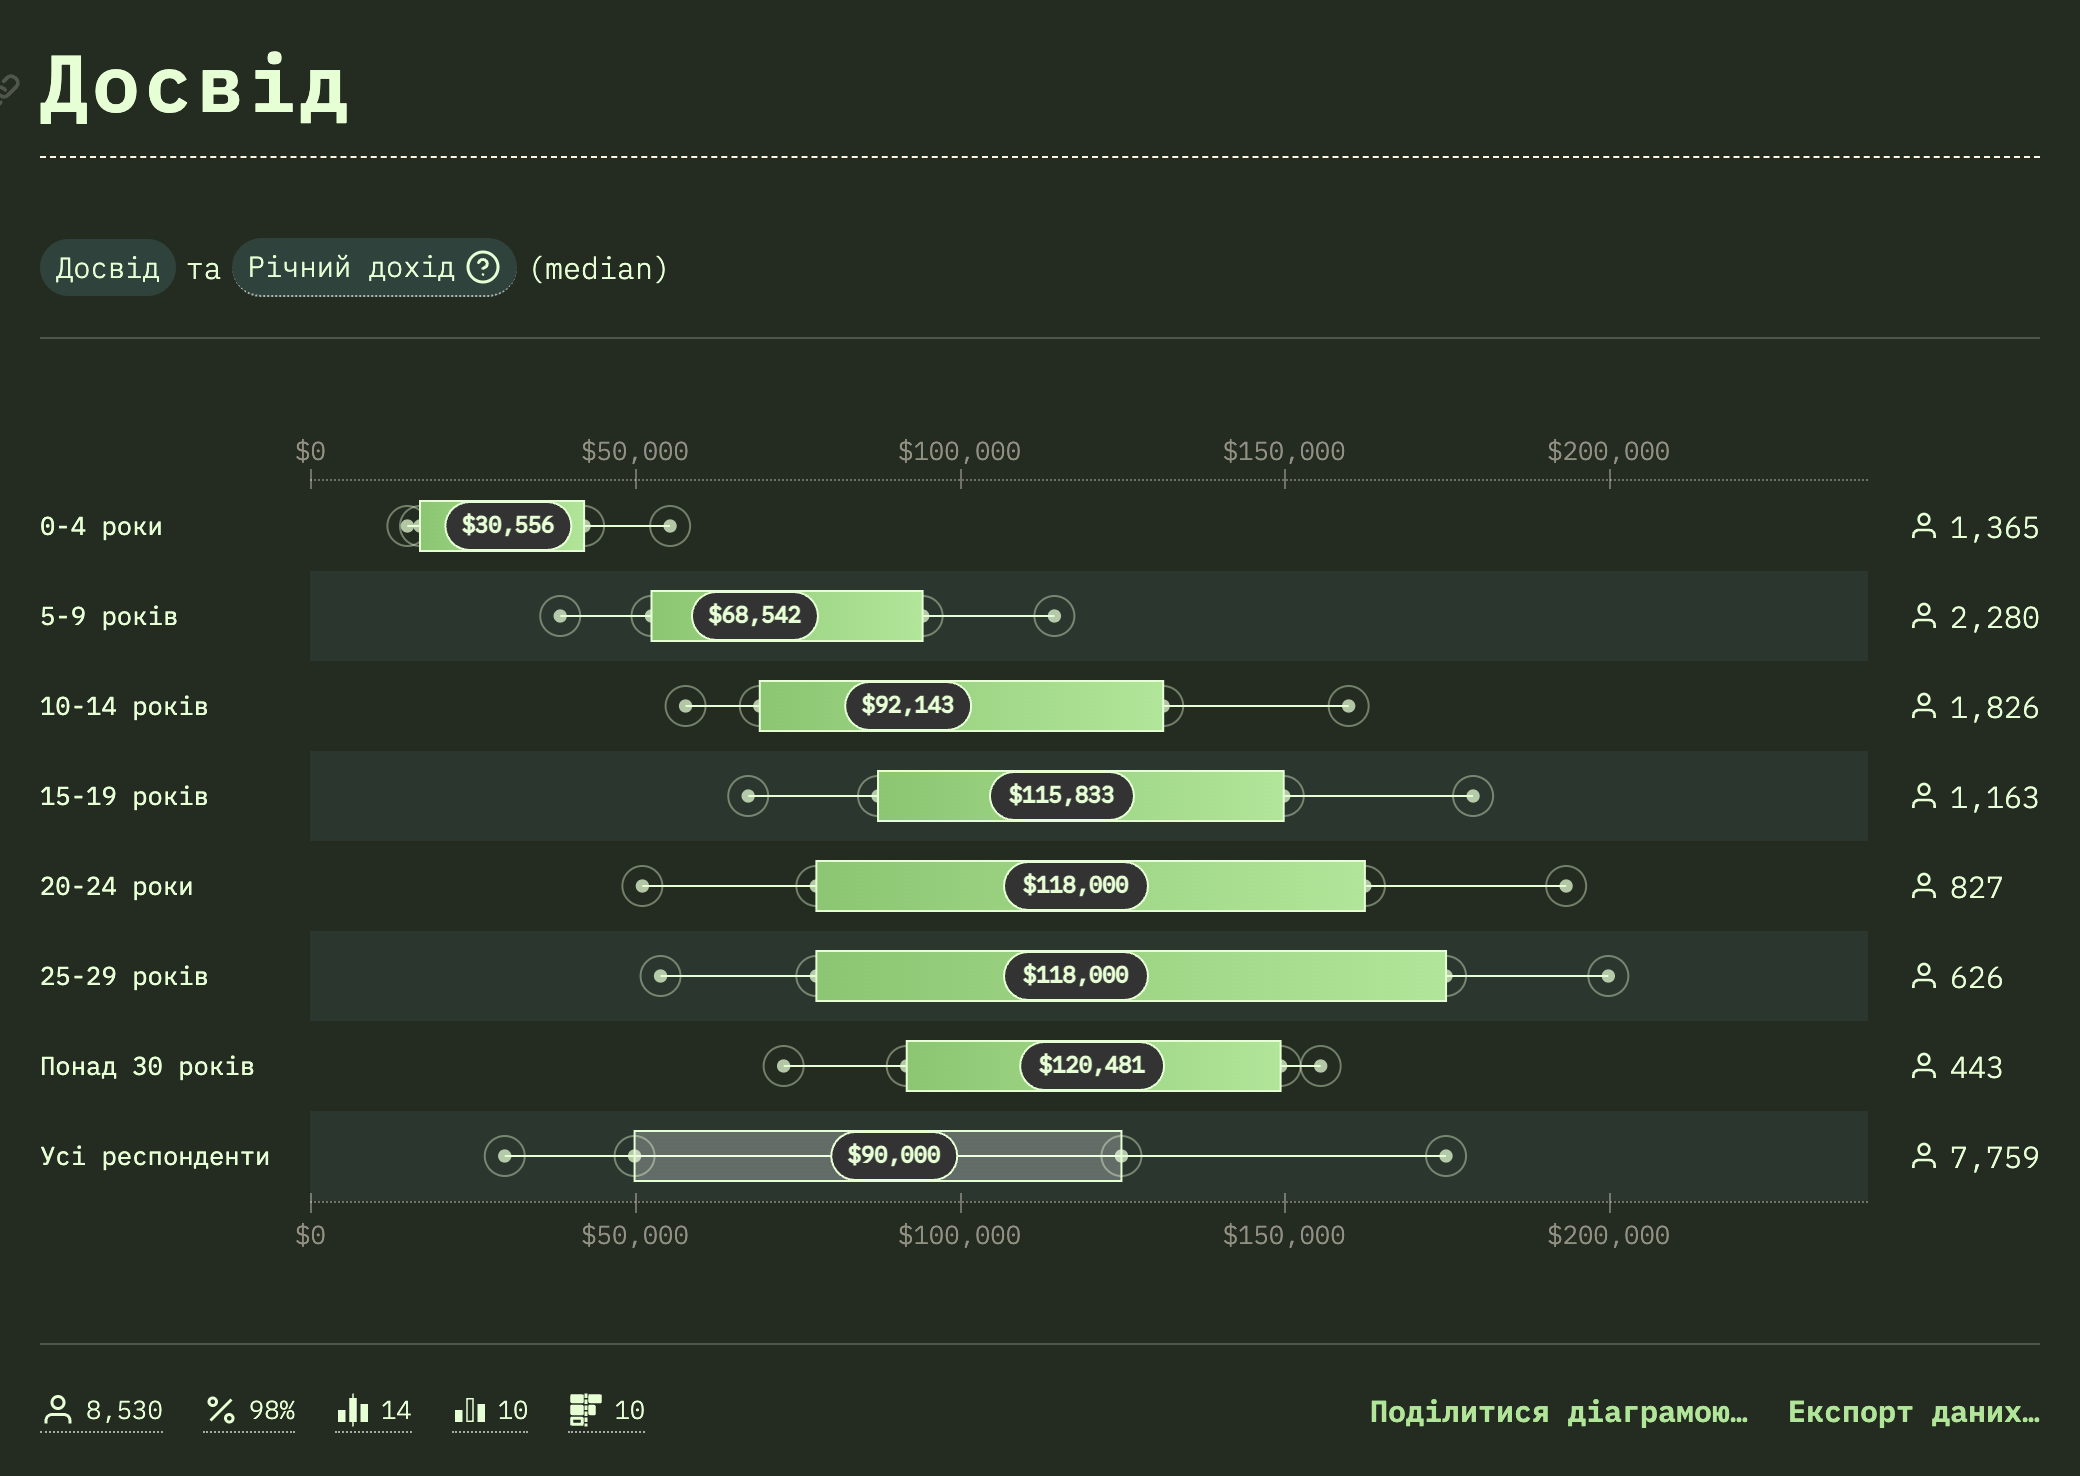 Досвід
Досвід та Річний дохід (median)
$0 $50,000 $100,000 $150,000 $200,000
0-4 роки $30,556 1,365
5-9 років $68,542 2,280
10-14 років $92,143 1,826
15-19 років $115,833 1,163
20-24 роки $118,000 827
25-29 років $118,000 626
Понад 30 років $120,481 443
Усі респонденти $90,000 7,759
$0 $50,000 $100,000 $150,000 $200,000
8,530 98% 14 10 10 Поділитися діаграмою… Експорт даних…